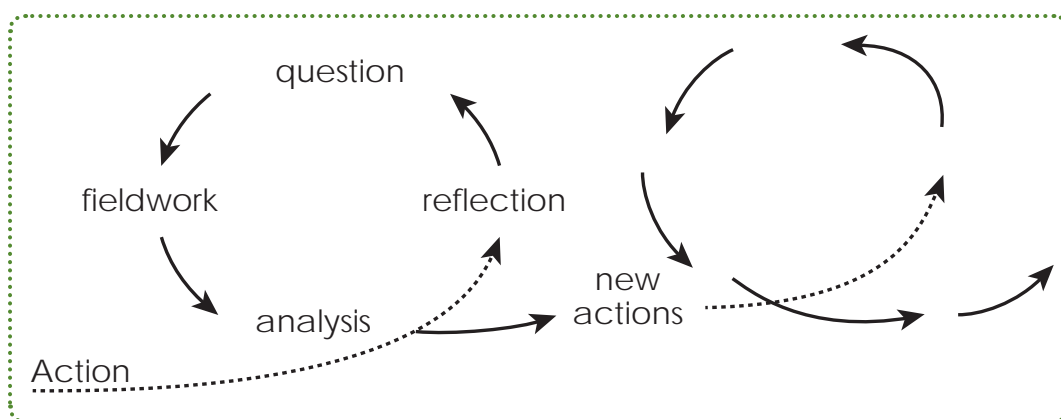 question
fieldwork
reflection
new
actions
analysis
Action